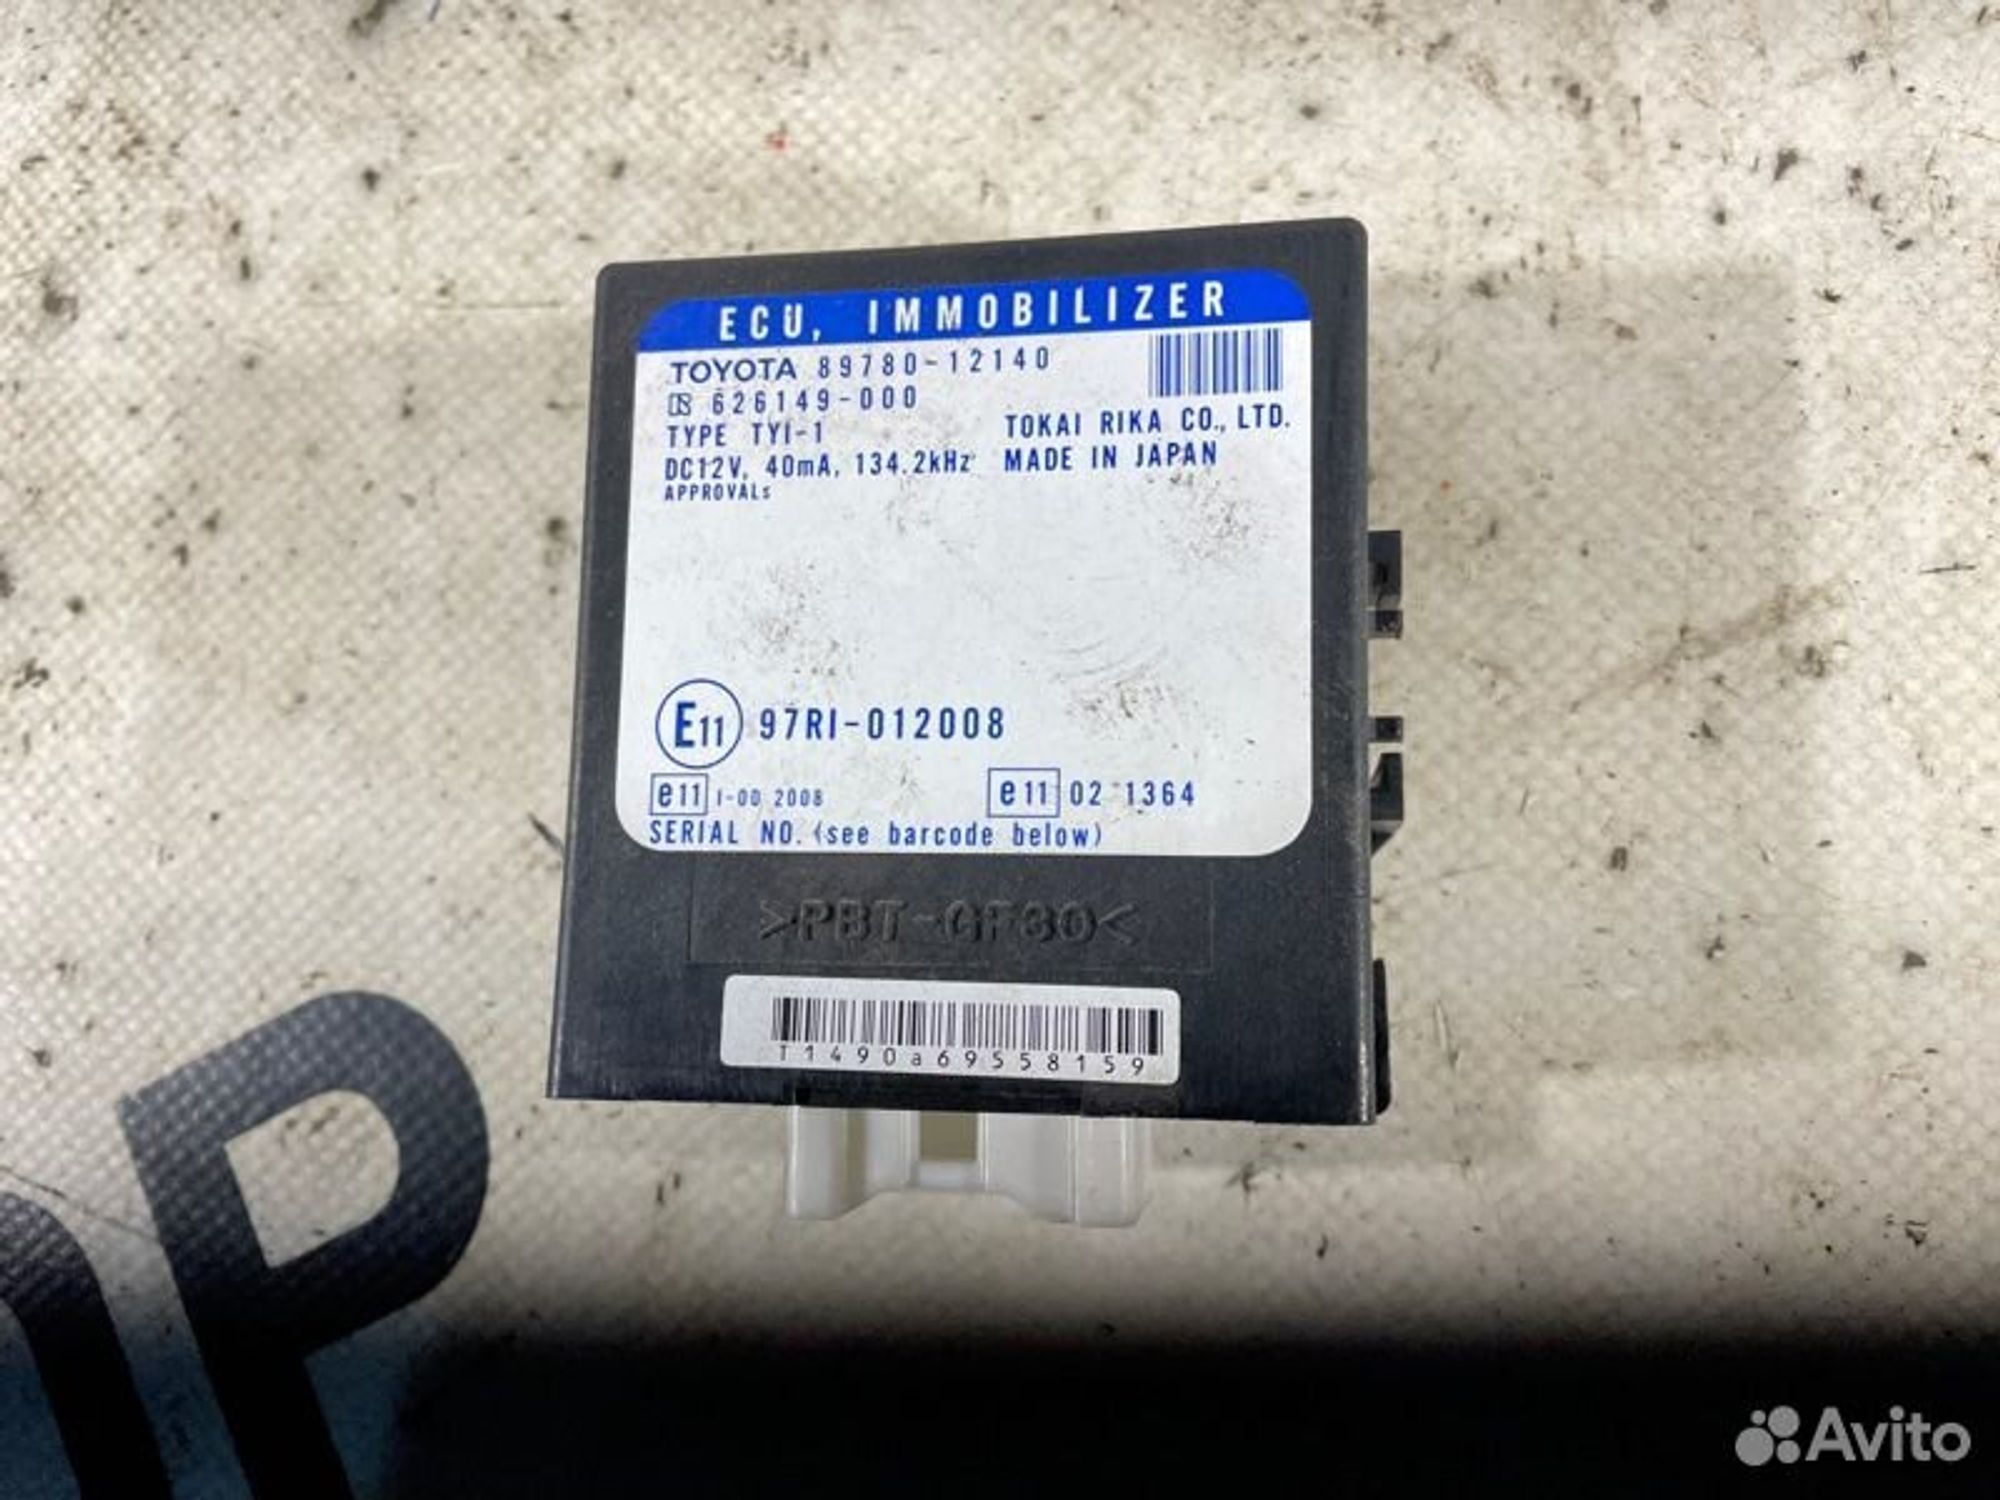 ECU, IMMOBILIZER
TOYOTA 89780-12140
626149-000
TYPE TYI-1 TOKAI RIKA CO., LTD.
DC12V, 40mA, 134.2kHz MADE IN JAPAN
APPROVALs
E11 97RI-012008
e11 I-00 2008 e11 02 1364
SERIAL NO. (see barcode below)
>PBT-GF30<
T1490a69558159
Avito